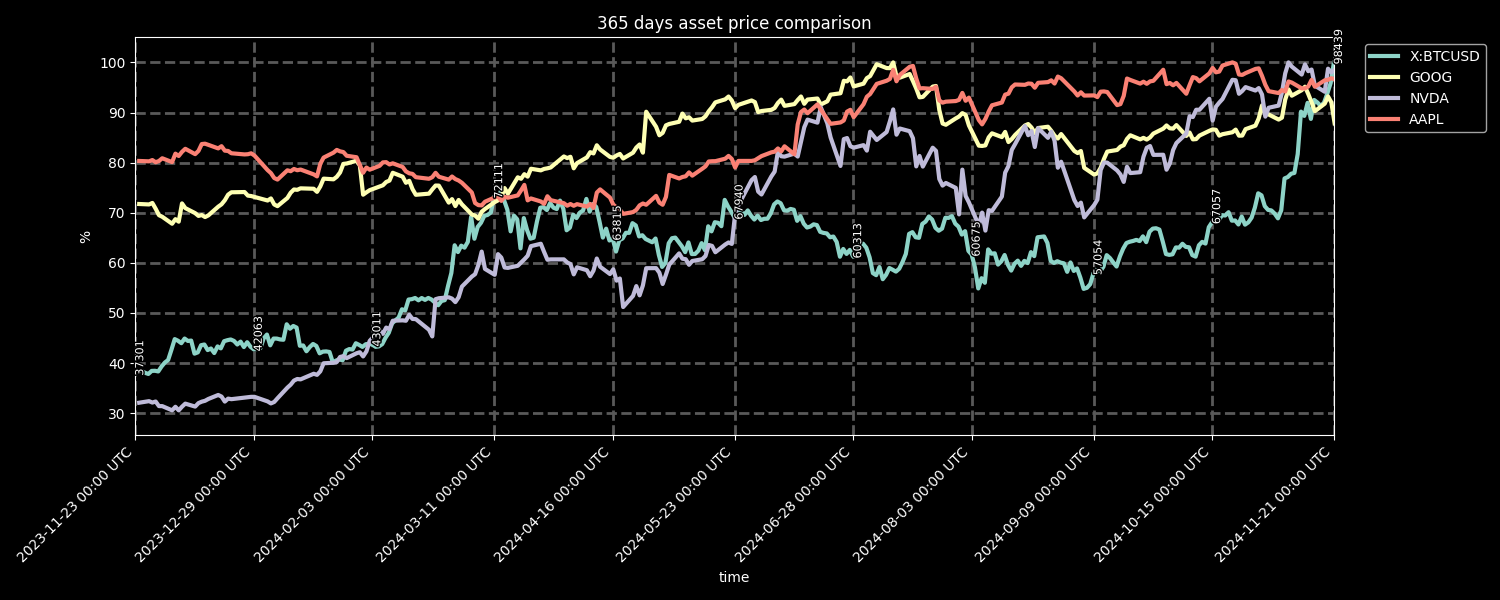 365 days asset price comparison
98439
X:BTCUSD
GOOG
NVDA
AAPL
100
90
80
70
60
50
40
30
%
37301
42063
43011
72111
63815
67940
60313
60675
57054
67057
2023-11-23 00:00 UTC
2023-12-29 00:00 UTC
2024-02-03 00:00 UTC
2024-03-11 00:00 UTC
2024-04-16 00:00 UTC
2024-05-23 00:00 UTC
2024-06-28 00:00 UTC
2024-08-03 00:00 UTC
2024-09-09 00:00 UTC
2024-10-15 00:00 UTC
2024-11-21 00:00 UTC
time